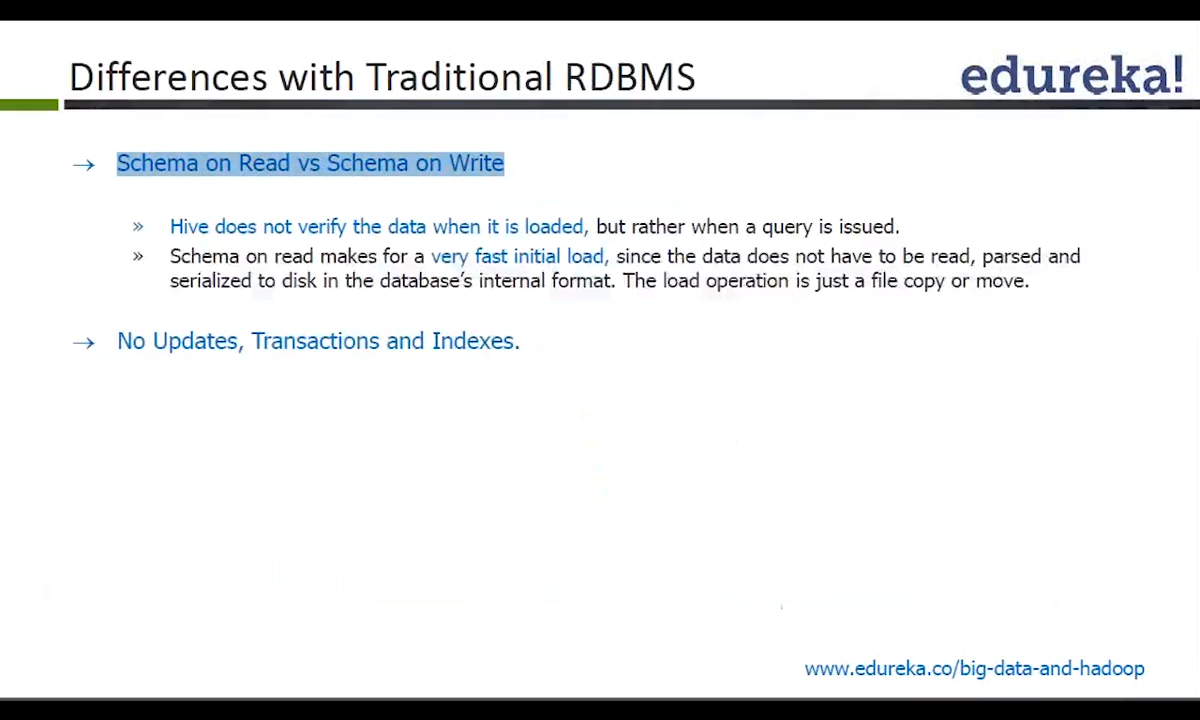 Differences with Traditional RDBMS
edureka!
→ Schema on Read vs Schema on Write
» Hive does not verify the data when it is loaded, but rather when a query is issued.
» Schema on read makes for a very fast initial load, since the data does not have to be read, parsed and
serialized to disk in the database’s internal format. The load operation is just a file copy or move.
→ No Updates, Transactions and Indexes.
www.edureka.co/big-data-and-hadoop